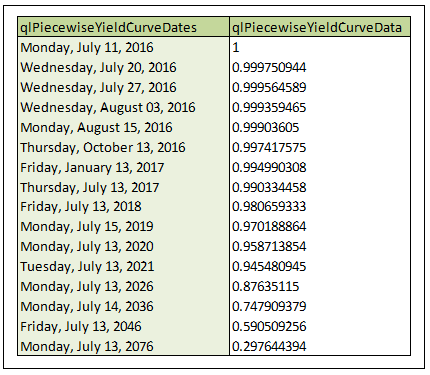 qlPiecewiseYieldCurveDates qlPiecewiseYieldCurveData
Monday, July 11, 2016 1
Wednesday, July 20, 2016 0.999750944
Wednesday, July 27, 2016 0.999564589
Wednesday, August 03, 2016 0.999359465
Monday, August 15, 2016 0.99903605
Thursday, October 13, 2016 0.997417575
Friday, January 13, 2017 0.994990308
Thursday, July 13, 2017 0.990334458
Friday, July 13, 2018 0.980659333
Monday, July 15, 2019 0.970188864
Monday, July 13, 2020 0.958713854
Tuesday, July 13, 2021 0.945480945
Monday, July 13, 2026 0.87635115
Monday, July 14, 2036 0.747909379
Friday, July 13, 2046 0.590509256
Monday, July 13, 2076 0.297644394